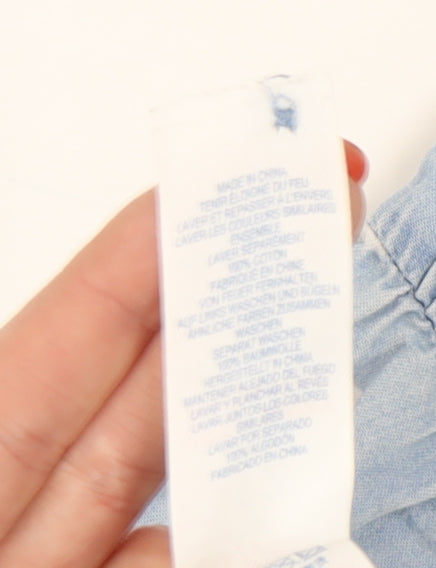 MADE IN CHINA
TENIR ÉLOIGNÉ DU FEU
LAVER ET REPASSER À L'ENVERS
LAVER LES COULEURS SIMILAIRES
ENSEMBLE
LAVER SÉPARÉMENT
100% COTON
FABRIQUÉ EN CHINE
VON FEUER FERNHALTEN
AUF LINKS WASCHEN UND BÜGELN
ÄHNLICHE FARBEN ZUSAMMEN
WASCHEN
SEPARAT WASCHEN
100% BAUMWOLLE
HERGESTELLT IN CHINA
MANTENER ALEJADO DEL FUEGO
LAVAR Y PLANCHAR AL REVÉS
LAVAR JUNTOS LOS COLORES
SIMILARES
LAVAR POR SEPARADO
100% ALGODÓN
FABRICADO EN CHINA